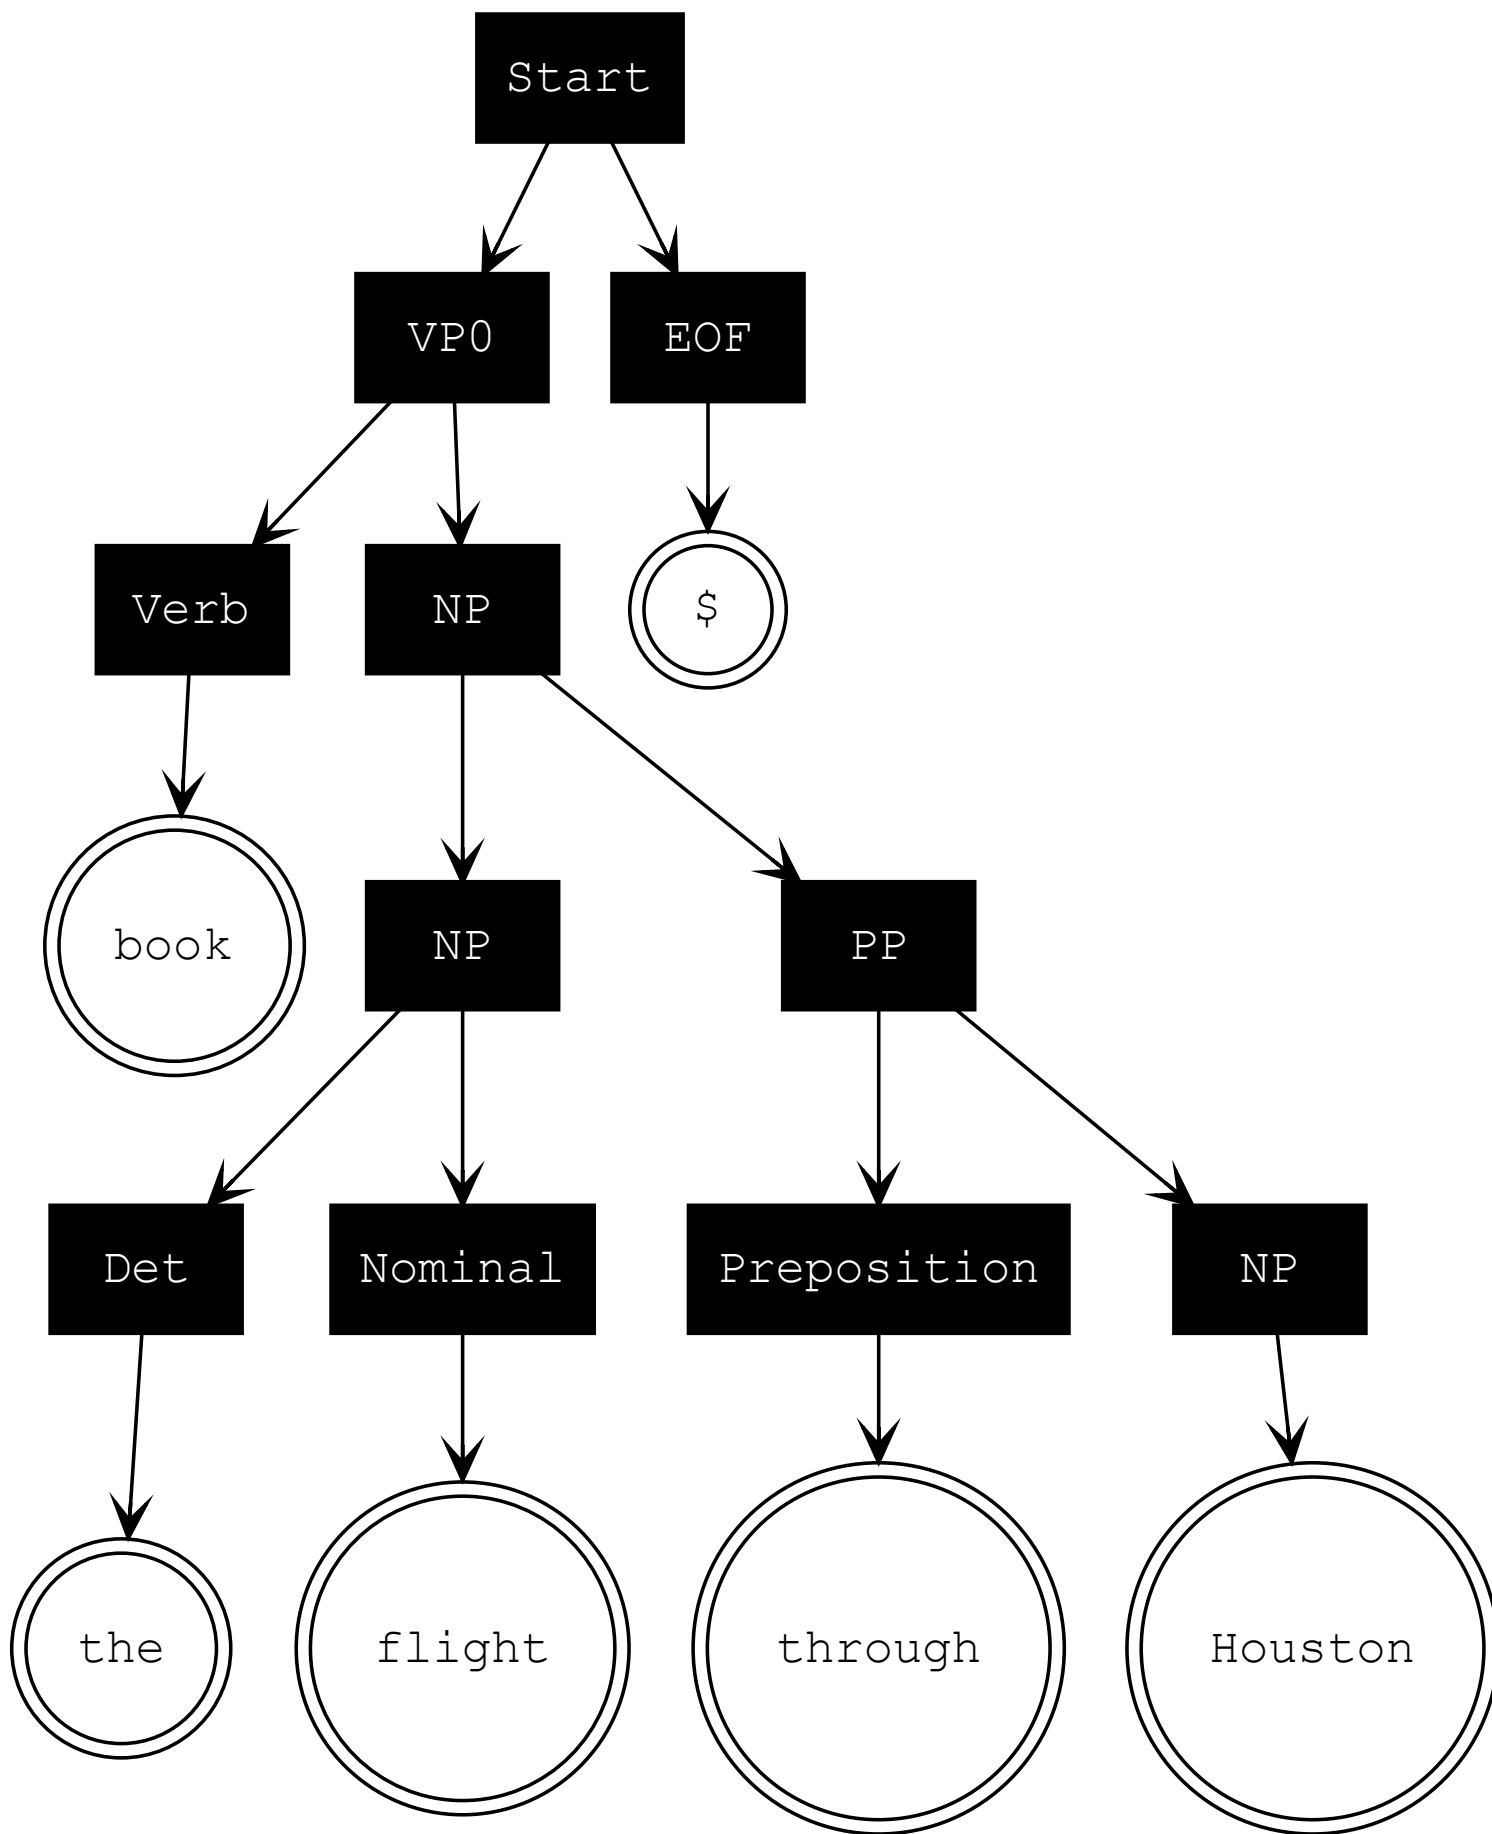 Start
VP0 EOF
Verb NP $
book NP PP
Det Nominal Preposition NP
the flight through Houston